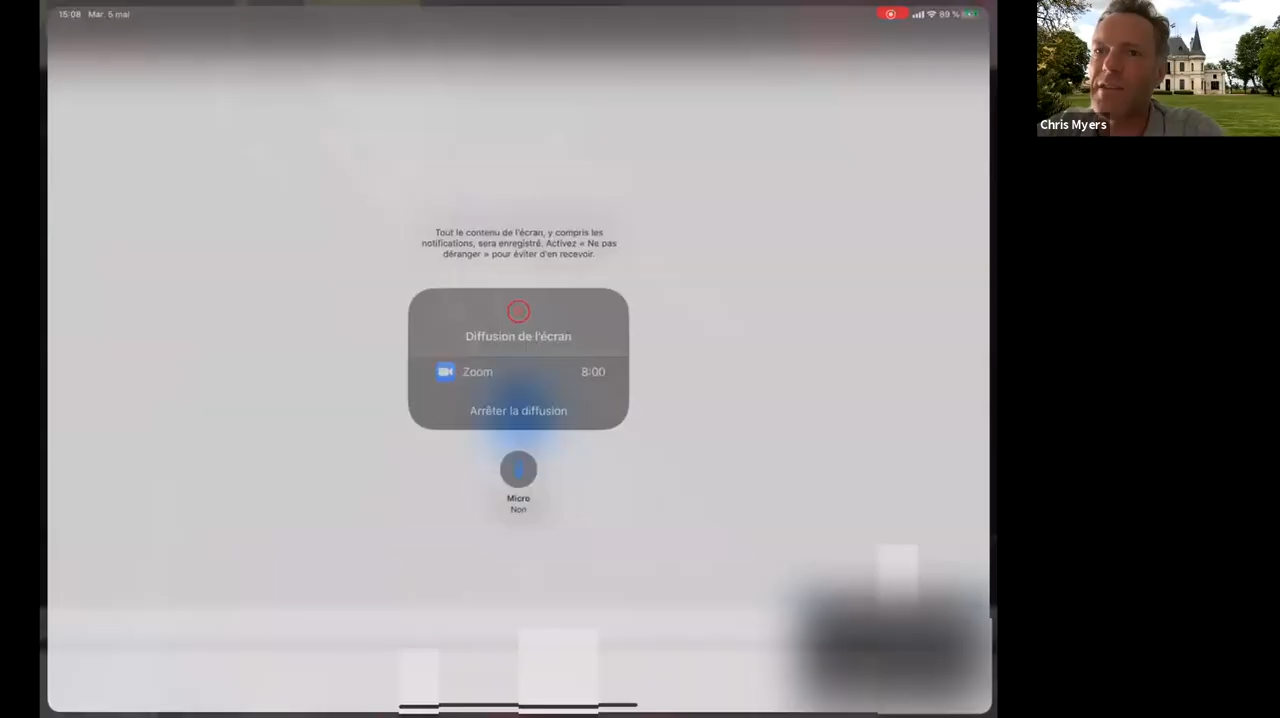 15:08 Mar. 5 mai
89 %
Chris Myers
Tout le contenu de l'écran, y compris les
notifications, sera enregistré. Activez « Ne pas
déranger » pour éviter d'en recevoir.
Diffusion de l'écran
Zoom 8:00
Arrêter la diffusion
Micro
Non